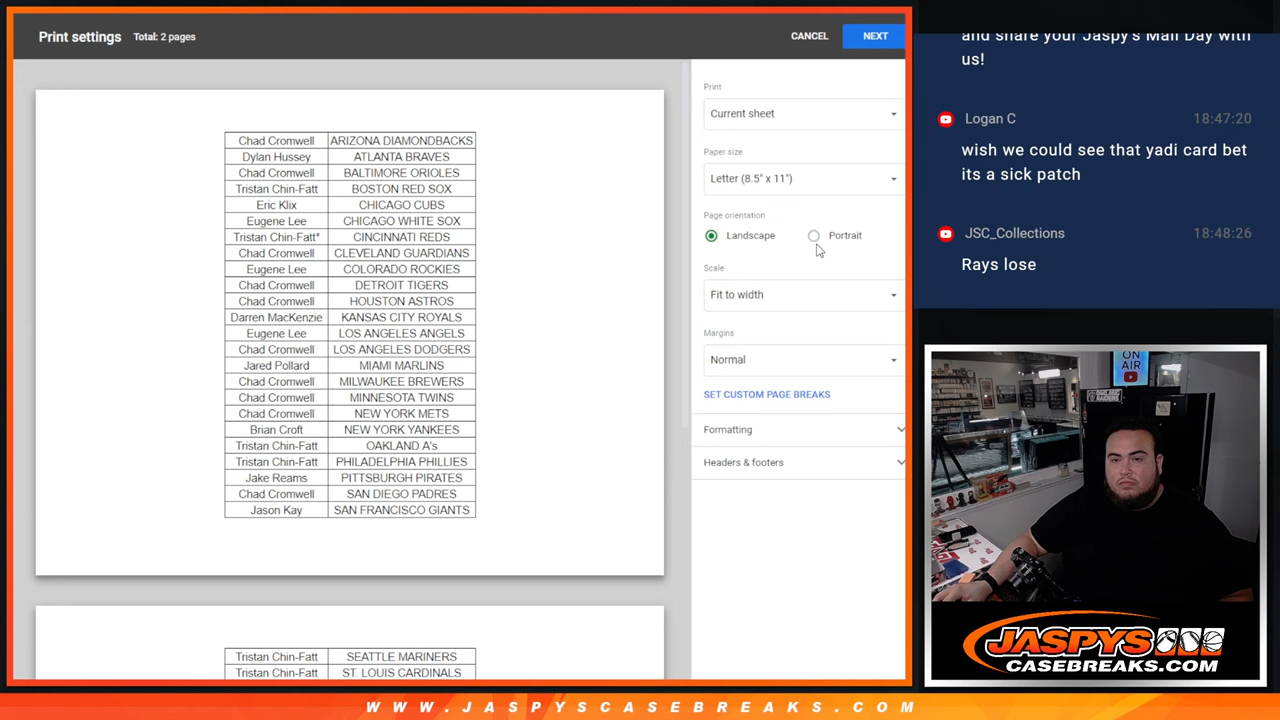 Print settings Total: 2 pages CANCEL NEXT
Chad Cromwell ARIZONA DIAMONDBACKS
Dylan Hussey ATLANTA BRAVES
Chad Cromwell BALTIMORE ORIOLES
Tristan Chin-Fatt BOSTON RED SOX
Eric Klix CHICAGO CUBS
Eugene Lee CHICAGO WHITE SOX
Tristan Chin-Fatt* CINCINNATI REDS
Chad Cromwell CLEVELAND GUARDIANS
Eugene Lee COLORADO ROCKIES
Chad Cromwell DETROIT TIGERS
Chad Cromwell HOUSTON ASTROS
Darren MacKenzie KANSAS CITY ROYALS
Eugene Lee LOS ANGELES ANGELS
Chad Cromwell LOS ANGELES DODGERS
Jared Pollard MIAMI MARLINS
Chad Cromwell MILWAUKEE BREWERS
Chad Cromwell MINNESOTA TWINS
Chad Cromwell NEW YORK METS
Brian Croft NEW YORK YANKEES
Tristan Chin-Fatt OAKLAND A's
Tristan Chin-Fatt PHILADELPHIA PHILLIES
Jake Reams PITTSBURGH PIRATES
Chad Cromwell SAN DIEGO PADRES
Jason Kay SAN FRANCISCO GIANTS
Tristan Chin-Fatt SEATTLE MARINERS
Tristan Chin-Fatt ST. LOUIS CARDINALS
Print
Current sheet
Paper size
Letter (8.5" x 11")
Page orientation
Landscape Portrait
Scale
Fit to width
Margins
Normal
SET CUSTOM PAGE BREAKS
Formatting
Headers & footers
and share your Jaspy's Mail Day with
us!
Logan C 18:47:20
wish we could see that yadi card bet
its a sick patch
JSC_Collections 18:48:26
Rays lose
ON
AIR
JASPYS
CASEBREAKS.COM
WWW.JASPYSCASEBREAKS.COM